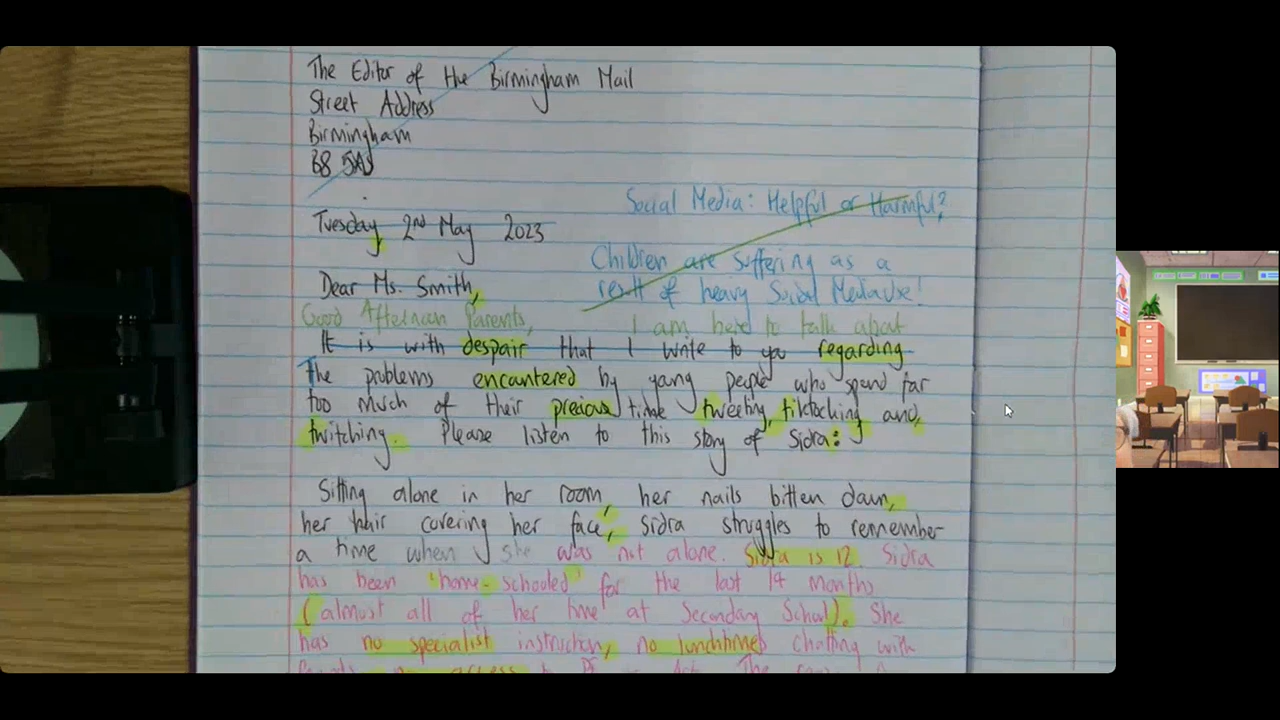 The Editor of the Birmingham Mail
Street Address
Birmingham
B8 5AJ
Social Media: Helpful or Harmful?
Tuesday, 2nd May 2023
Children are suffering as a
result of heavy Social Media Use!
Dear Ms. Smith,
Good Afternoon Parents, I am here to talk about
It is with despair that I write to you regarding
The problems encountered by young people who spend far
too much of their precious time tweeting, tiktocking and,
twitching. Please listen to this story of Sidra:
Sitting alone in her room, her nails bitten down,
her hair covering her face, Sidra struggles to remember
a time when she was not alone. Sidra is 12. Sidra
has been 'home-schooled' for the last 14 months
(almost all of her time at Secondary School). She
has no specialist instruction, no lunchtimes chatting with